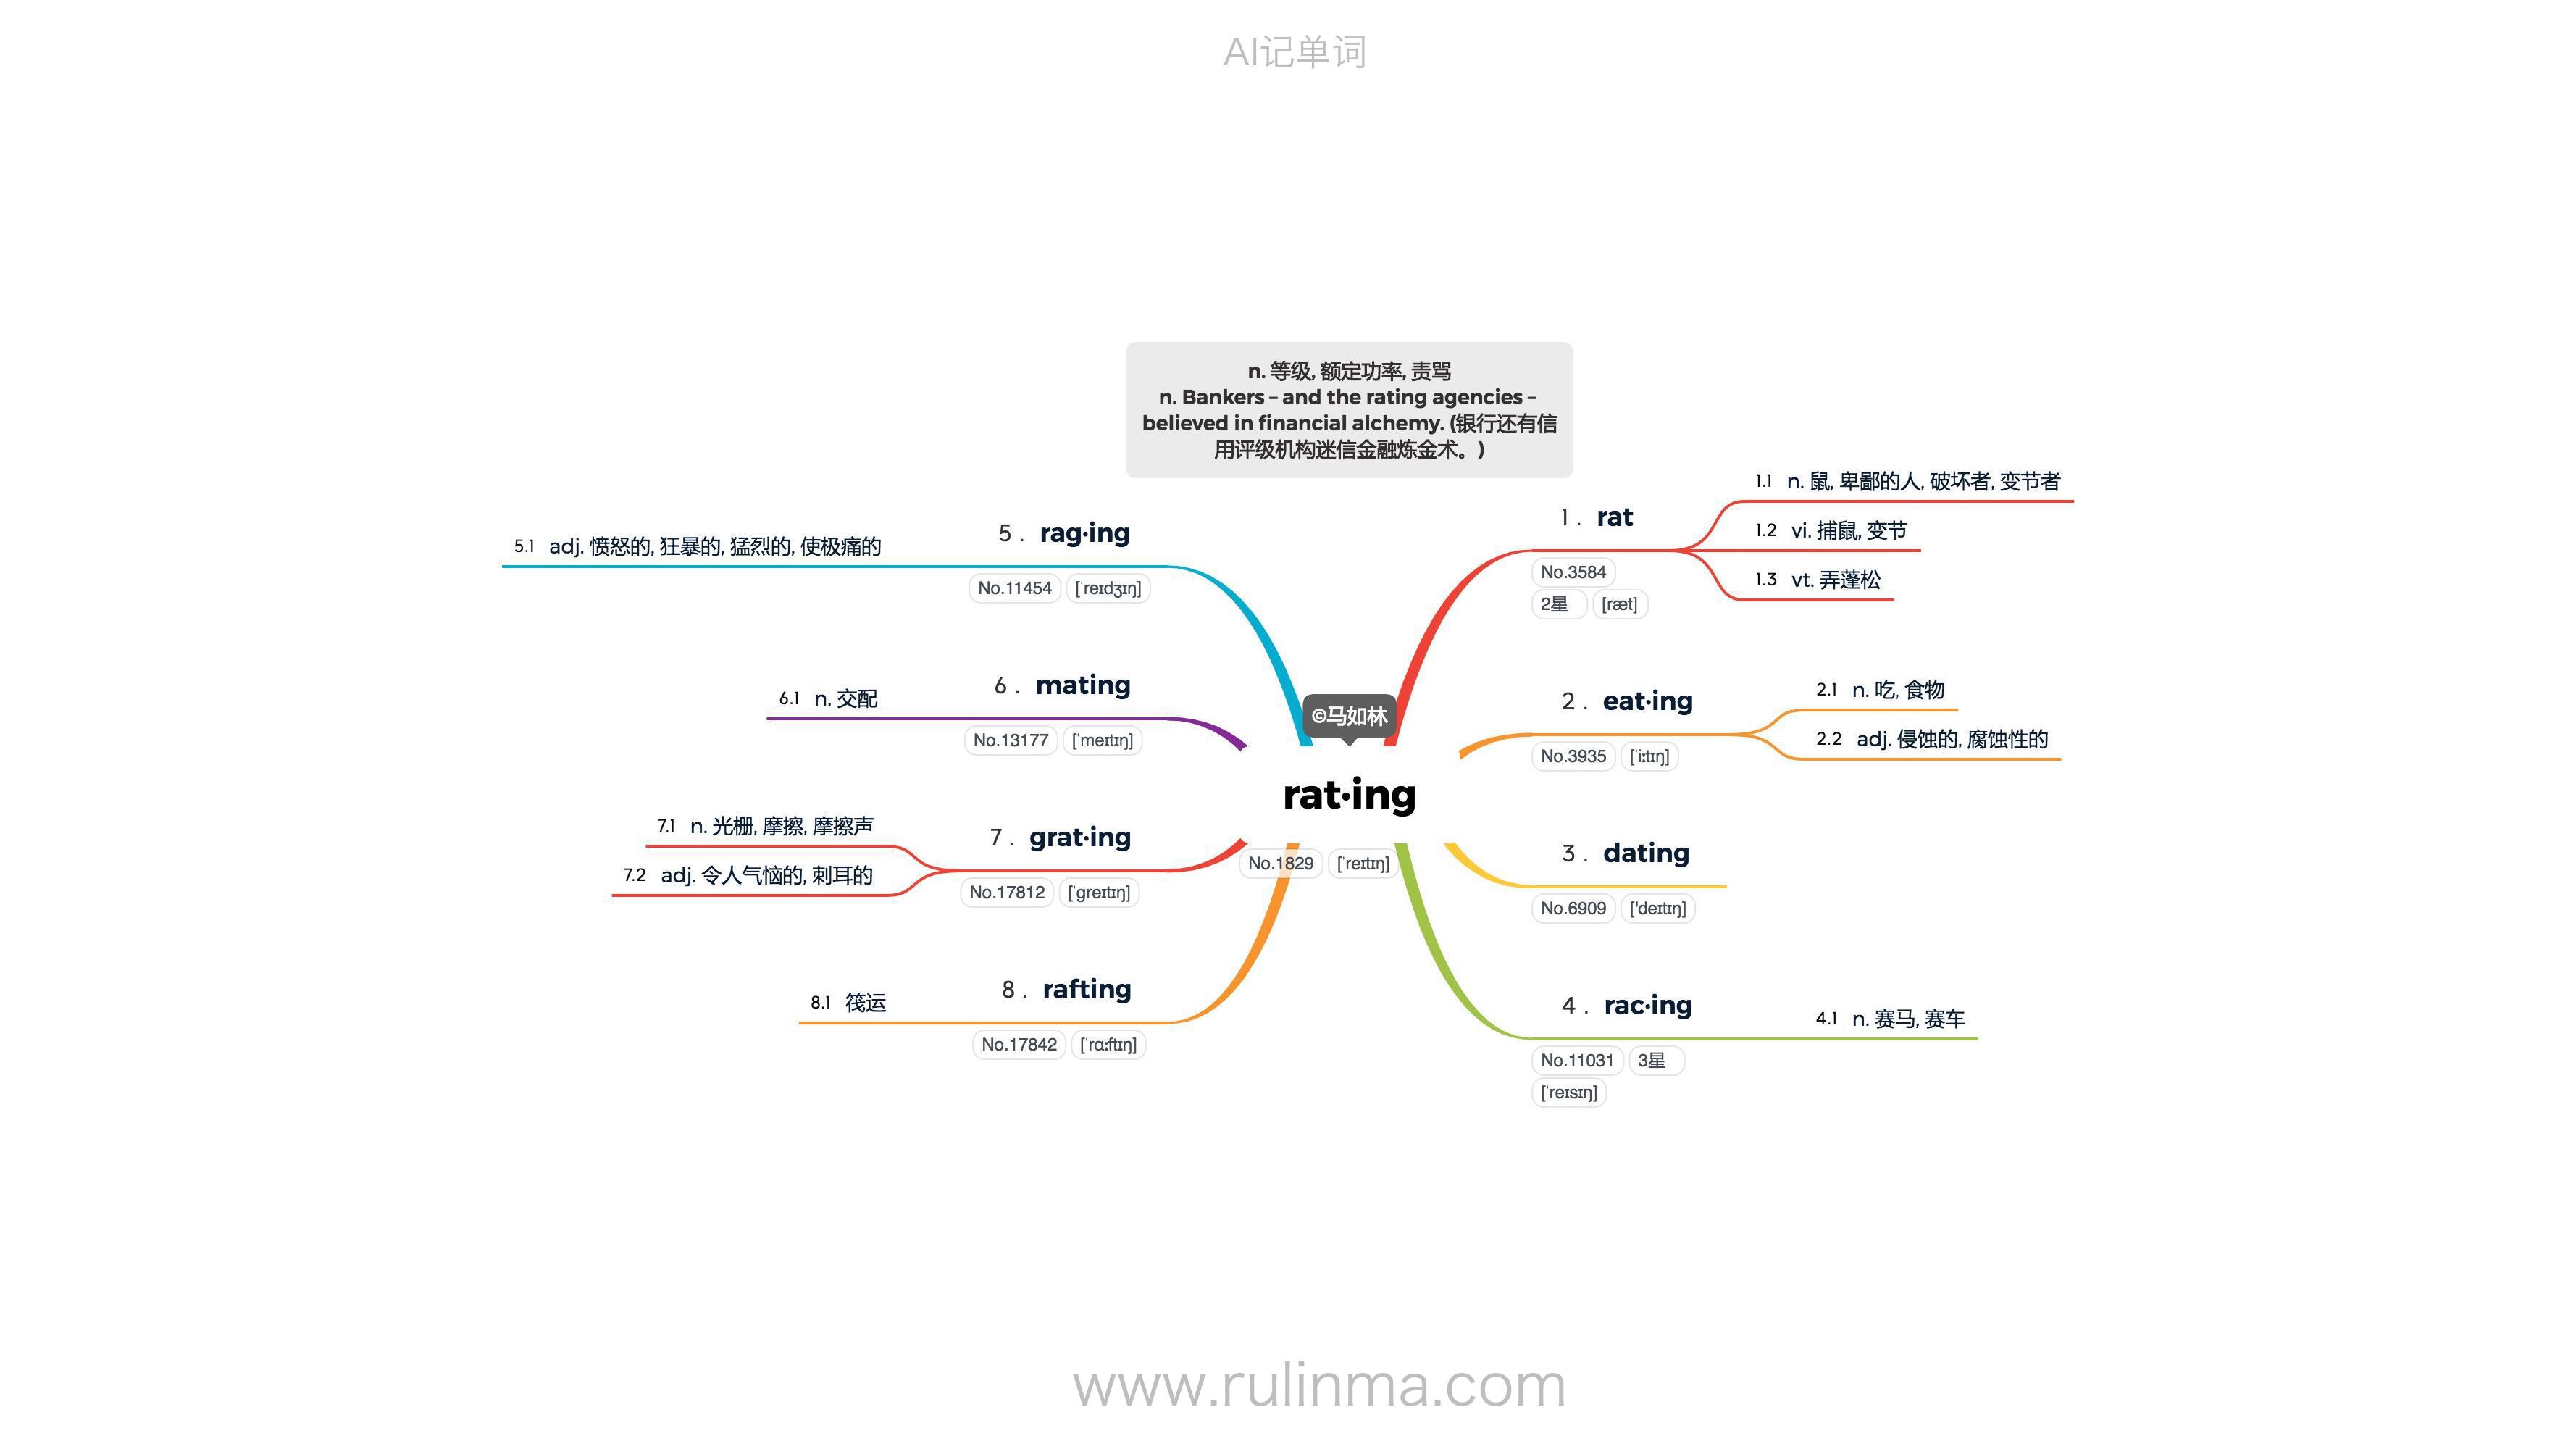 AI记单词
n. 等级, 额定功率, 责骂
n. Bankers – and the rating agencies –
believed in financial alchemy. (银行还有信
用评级机构迷信金融炼金术。)
©马如林
rat·ing
No.1829 [ˈreɪtɪŋ]
1 . rat
No.3584
2星 [ræt]
1.1 n. 鼠, 卑鄙的人, 破坏者, 变节者
1.2 vi. 捕鼠, 变节
1.3 vt. 弄蓬松
2 . eat·ing
No.3935 [ˈiːtɪŋ]
2.1 n. 吃, 食物
2.2 adj. 侵蚀的, 腐蚀性的
3 . dating
No.6909 ['deɪtɪŋ]
4 . rac·ing
No.11031 3星
[ˈreɪsɪŋ]
4.1 n. 赛马, 赛车
5 . rag·ing
No.11454 [ˈreɪdʒɪŋ]
5.1 adj. 愤怒的, 狂暴的, 猛烈的, 使极痛的
6 . mating
No.13177 [ˈmeɪtɪŋ]
6.1 n. 交配
7 . grat·ing
No.17812 [ˈɡreɪtɪŋ]
7.1 n. 光栅, 摩擦, 摩擦声
7.2 adj. 令人气恼的, 刺耳的
8 . rafting
No.17842 [ˈrɑːftɪŋ]
8.1 筏运
www.rulinma.com